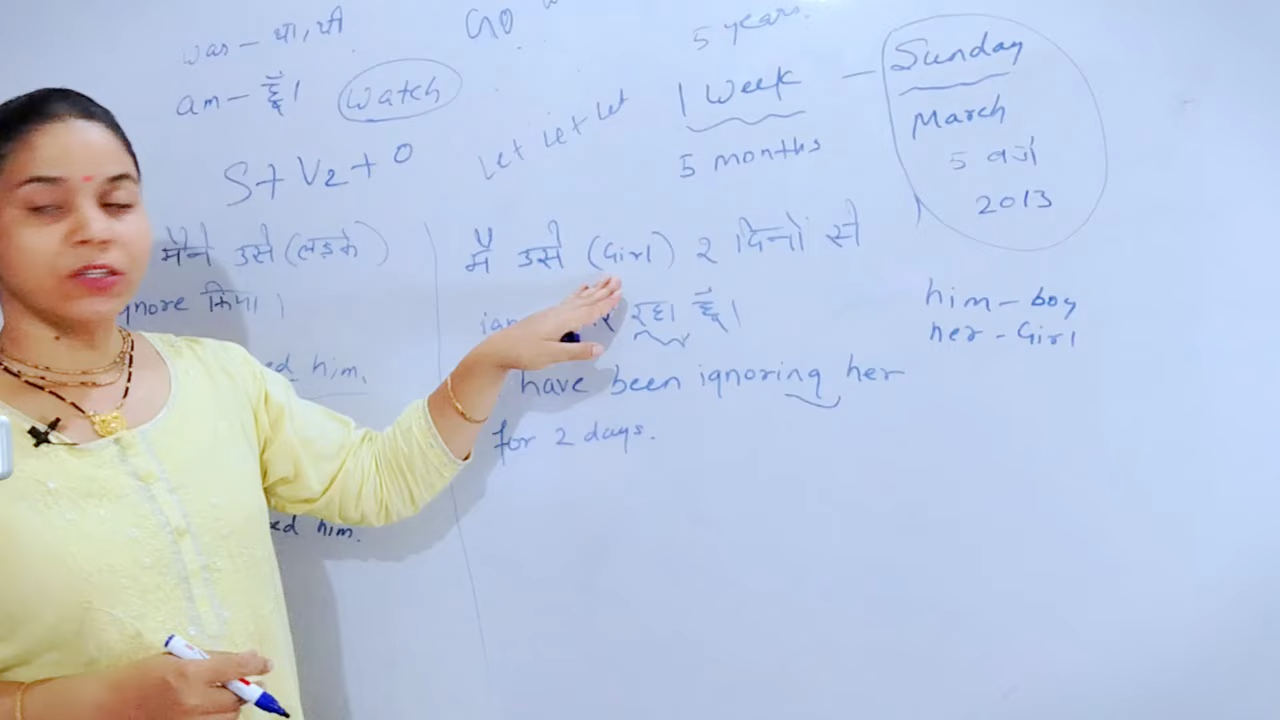 was – था, थी
am – हूँ।
Watch
S + V2 + O
Go
Let Let Let
5 years.
1 Week – Sunday
5 months
March
5 बजे
2013
मैंने उसे (लड़के)
ignore किया।
him.
him.
मैं उसे (Girl) 2 दिनों से
रहा हूँ।
have been ignoring her
for 2 days.
him – boy
her – Girl